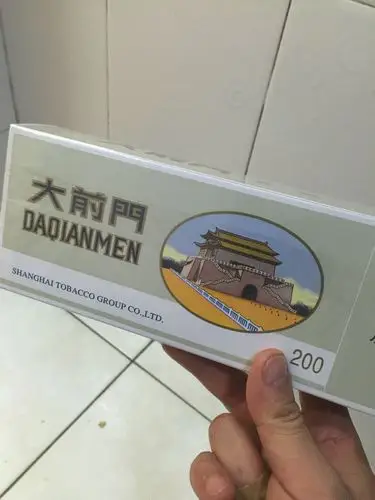 大前門
DAQIANMEN
SHANGHAI TOBACCO GROUP CO.,LTD.
200